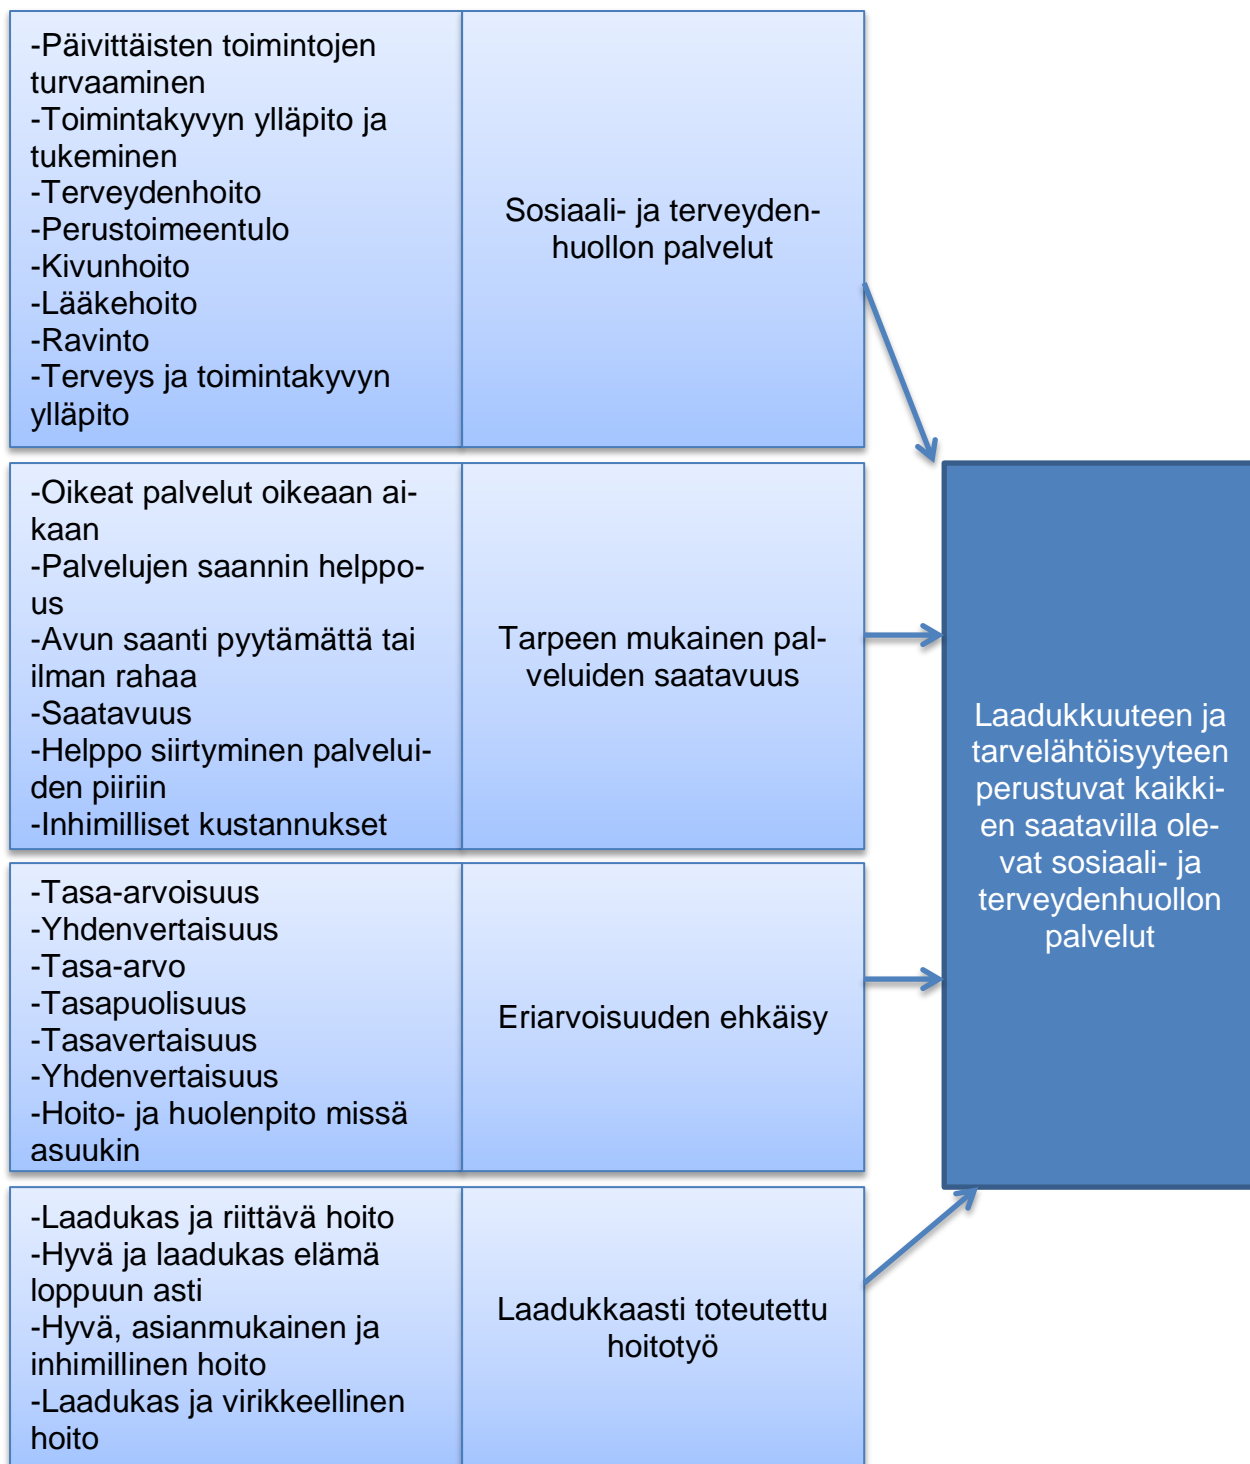 -Päivittäisten toimintojen
turvaaminen
-Toimintakyvyn ylläpito ja
tukeminen
-Terveydenhoito
-Perustoimeentulo
-Kivunhoito
-Lääkehoito
-Ravinto
-Terveys ja toimintakyvyn
ylläpito
Sosiaali- ja terveyden-
huollon palvelut
-Oikeat palvelut oikeaan ai-
kaan
-Palvelujen saannin helppo-
us
-Avun saanti pyytämättä tai
ilman rahaa
-Saatavuus
-Helppo siirtyminen palvelui-
den piiriin
-Inhimilliset kustannukset
Tarpeen mukainen pal-
veluiden saatavuus
-Tasa-arvoisuus
-Yhdenvertaisuus
-Tasa-arvo
-Tasapuolisuus
-Tasavertaisuus
-Yhdenvertaisuus
-Hoito- ja huolenpito missä
asuukin
Eriarvoisuuden ehkäisy
-Laadukas ja riittävä hoito
-Hyvä ja laadukas elämä
loppuun asti
-Hyvä, asianmukainen ja
inhimillinen hoito
-Laadukas ja virikkeellinen
hoito
Laadukkaasti toteutettu
hoitotyö
Laadukkuuteen ja
tarvelähtöisyyteen
perustuvat kaikki-
en saatavilla ole-
vat sosiaali- ja
terveydenhuollon
palvelut